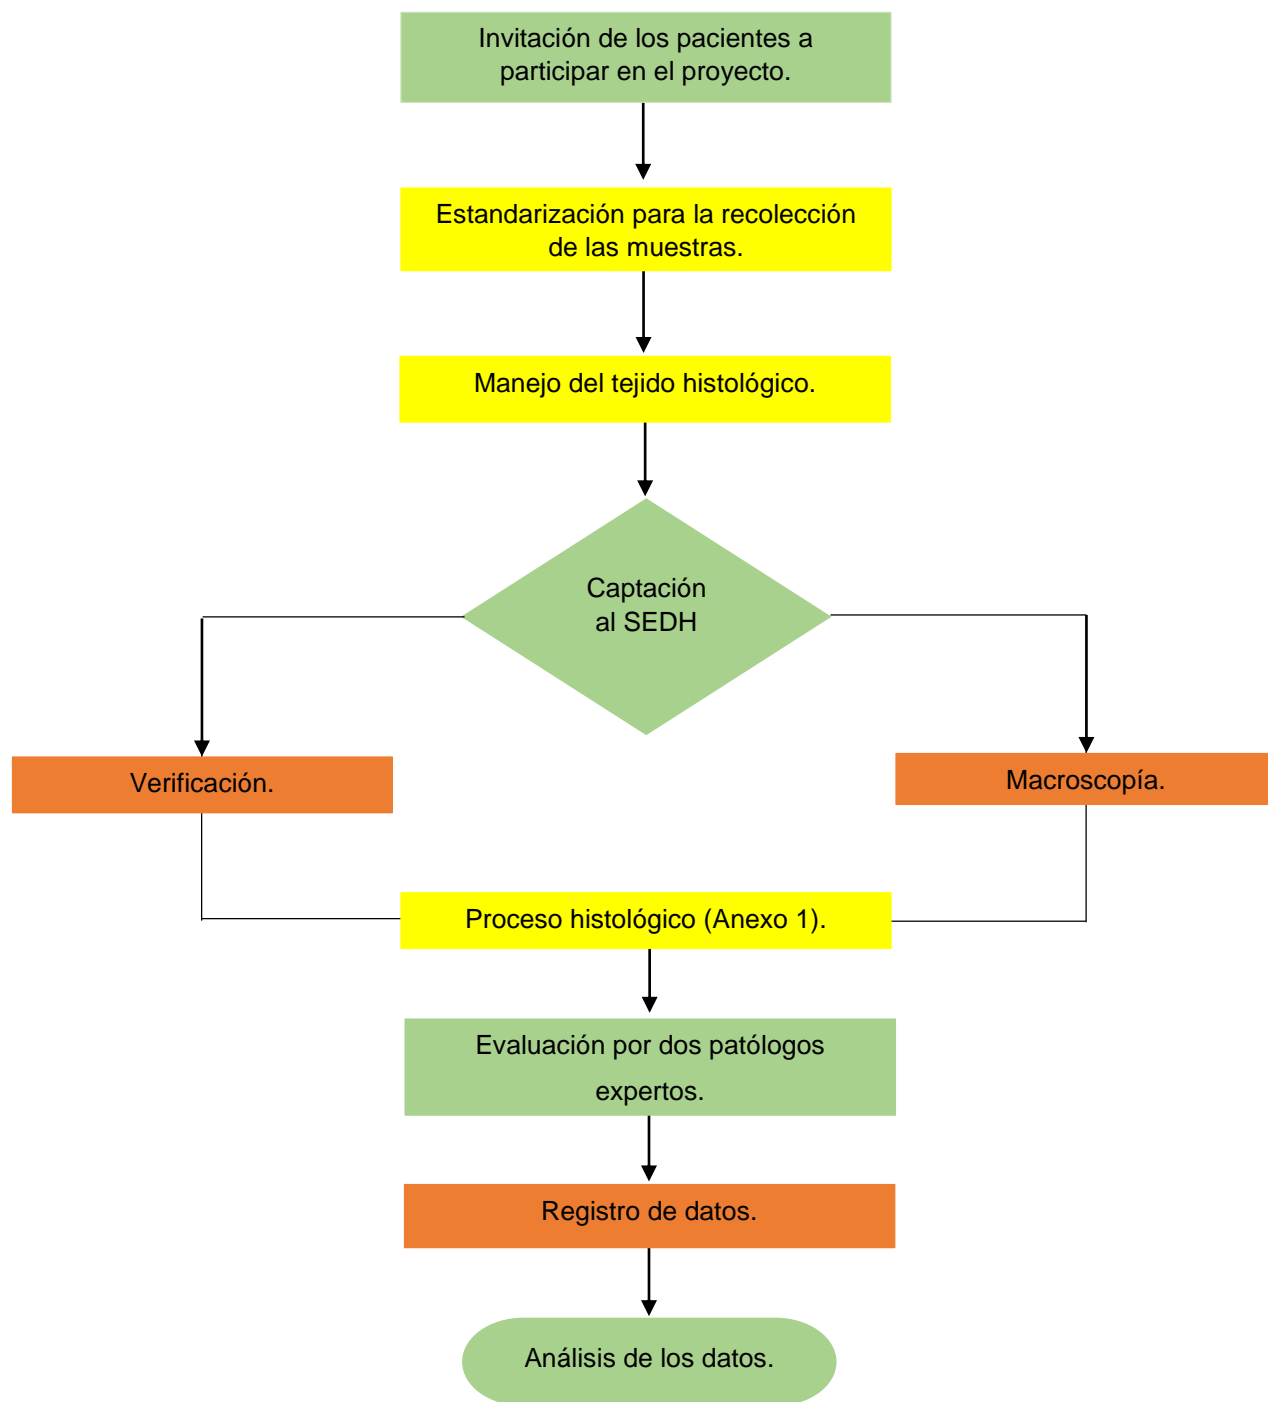 Invitación de los pacientes a
participar en el proyecto.
Estandarización para la recolección
de las muestras.
Manejo del tejido histológico.
Captación
al SEDH
Verificación.
Macroscopía.
Proceso histológico (Anexo 1).
Evaluación por dos patólogos
expertos.
Registro de datos.
Análisis de los datos.